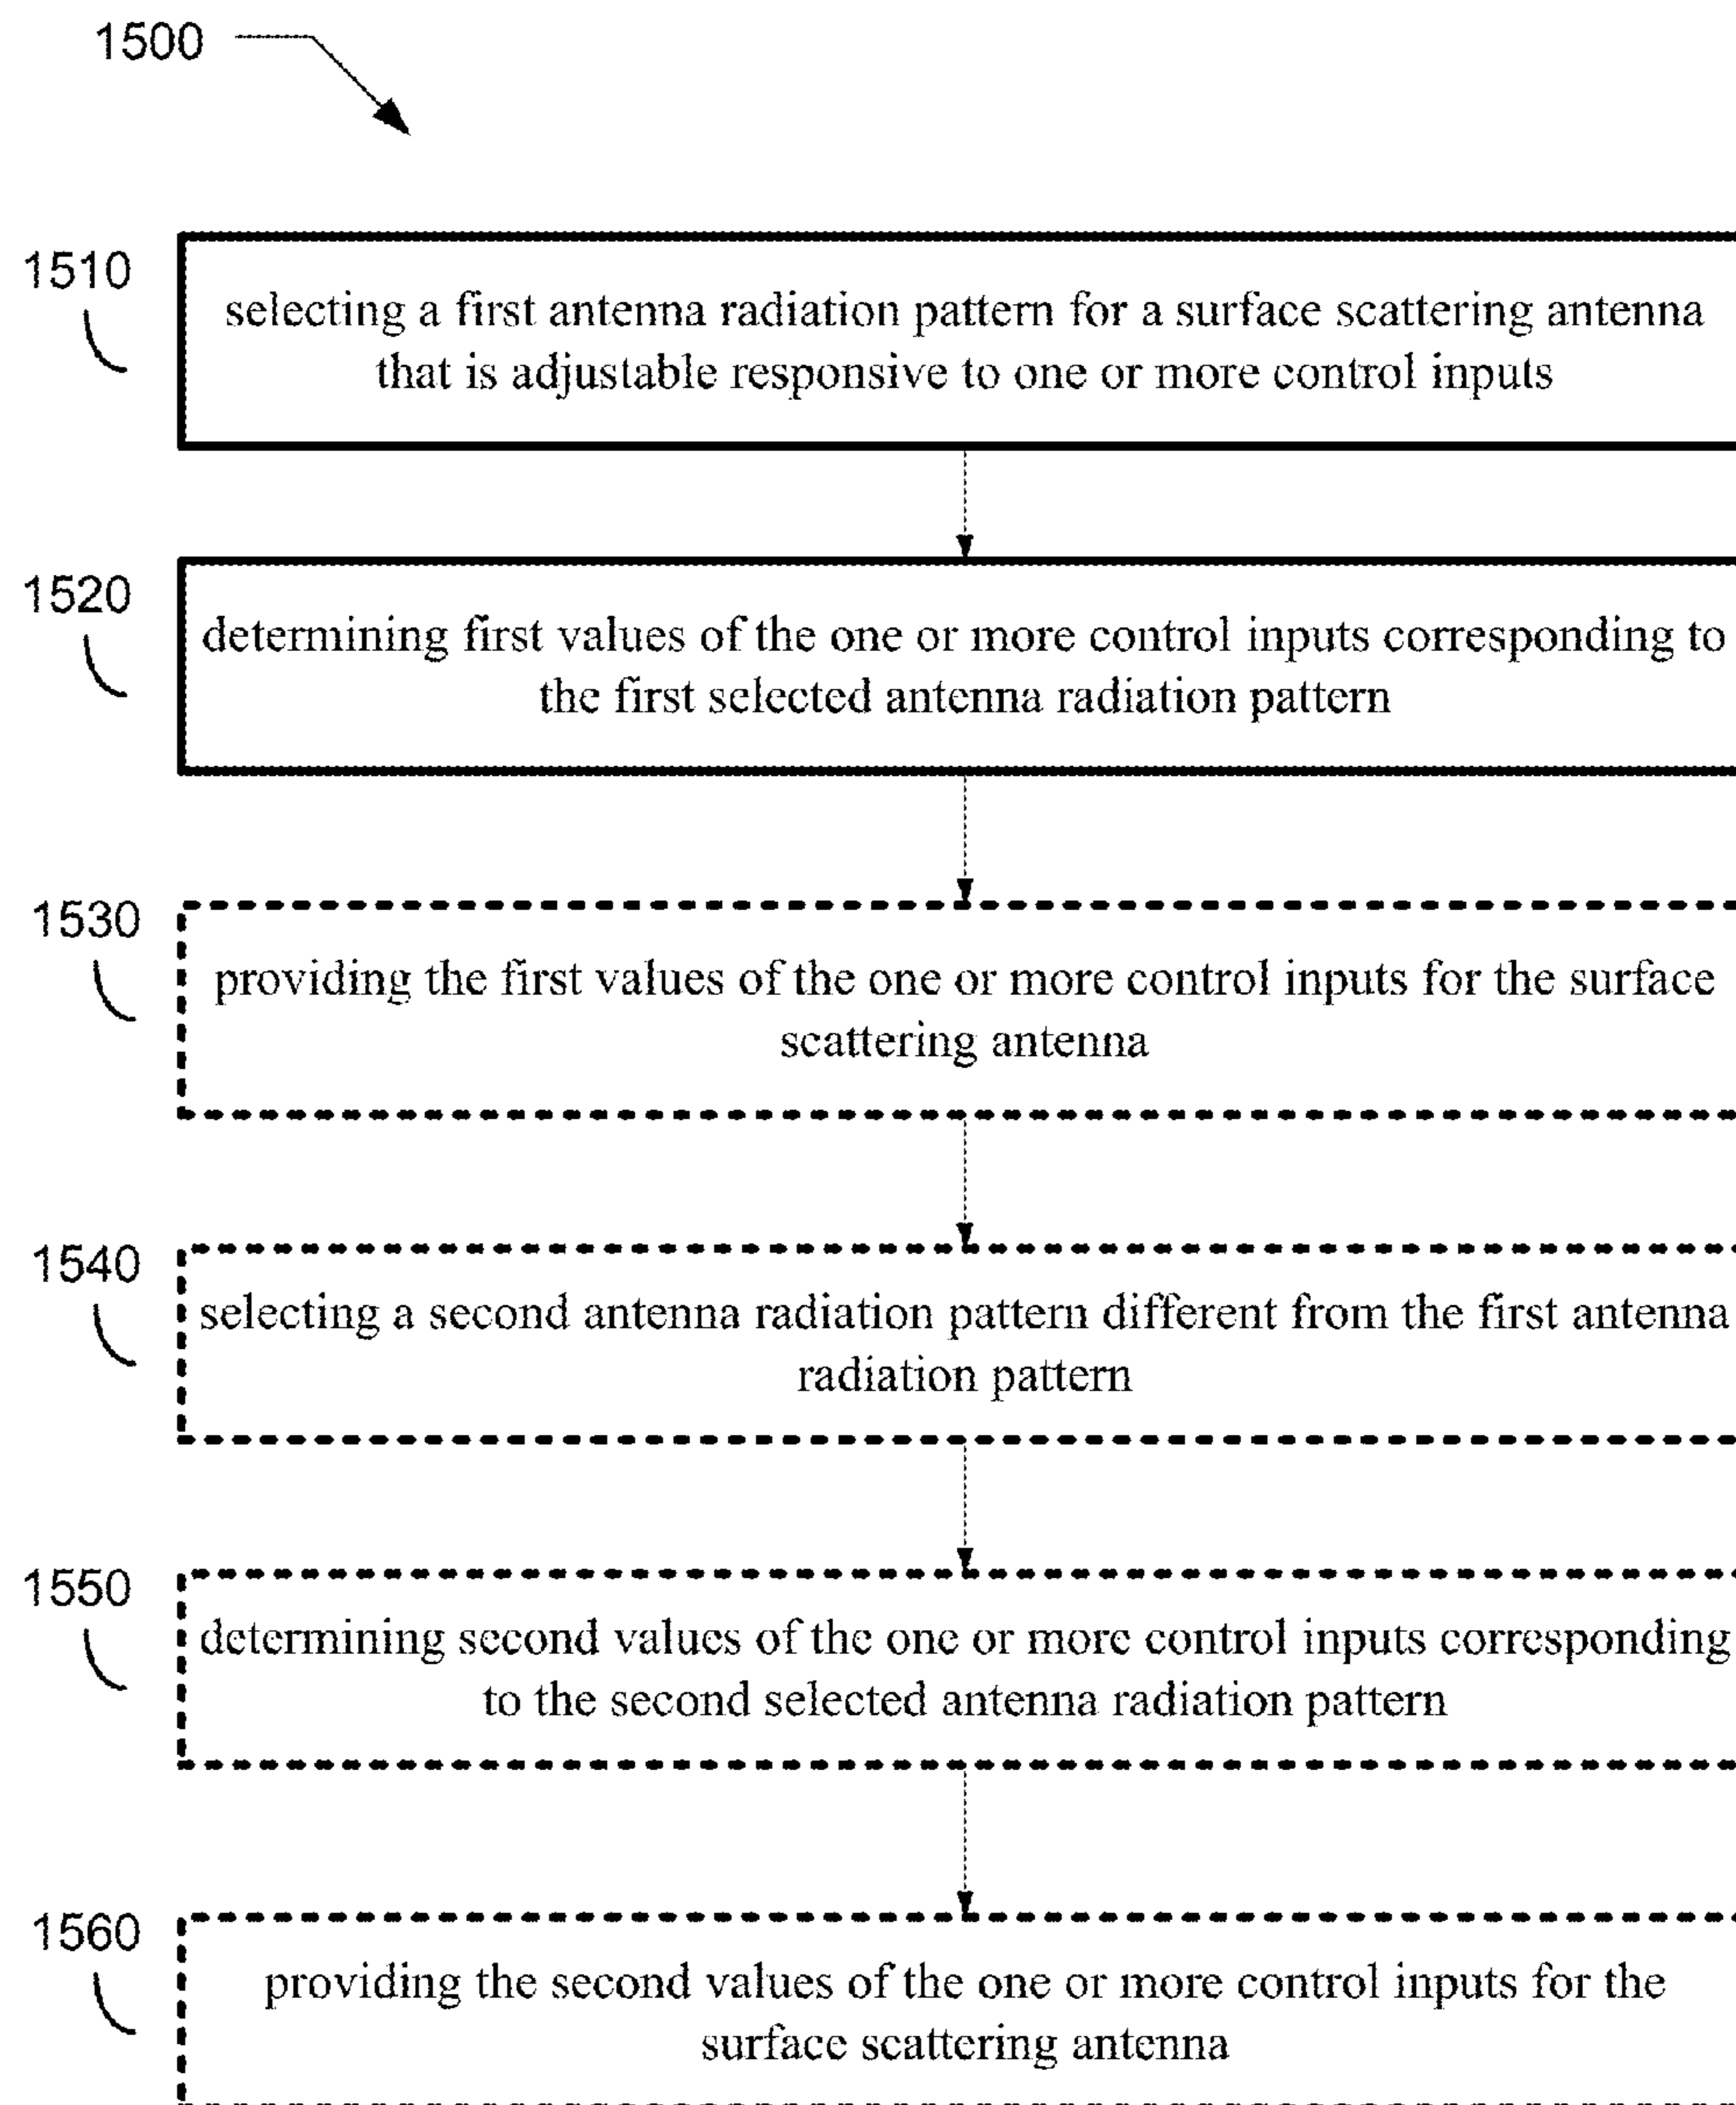 1500
1510
selecting a first antenna radiation pattern for a surface scattering antenna
that is adjustable responsive to one or more control inputs
1520
determining first values of the one or more control inputs corresponding to
the first selected antenna radiation pattern
1530
providing the first values of the one or more control inputs for the surface
scattering antenna
1540
selecting a second antenna radiation pattern different from the first antenna
radiation pattern
1550
determining second values of the one or more control inputs corresponding
to the second selected antenna radiation pattern
1560
providing the second values of the one or more control inputs for the
surface scattering antenna